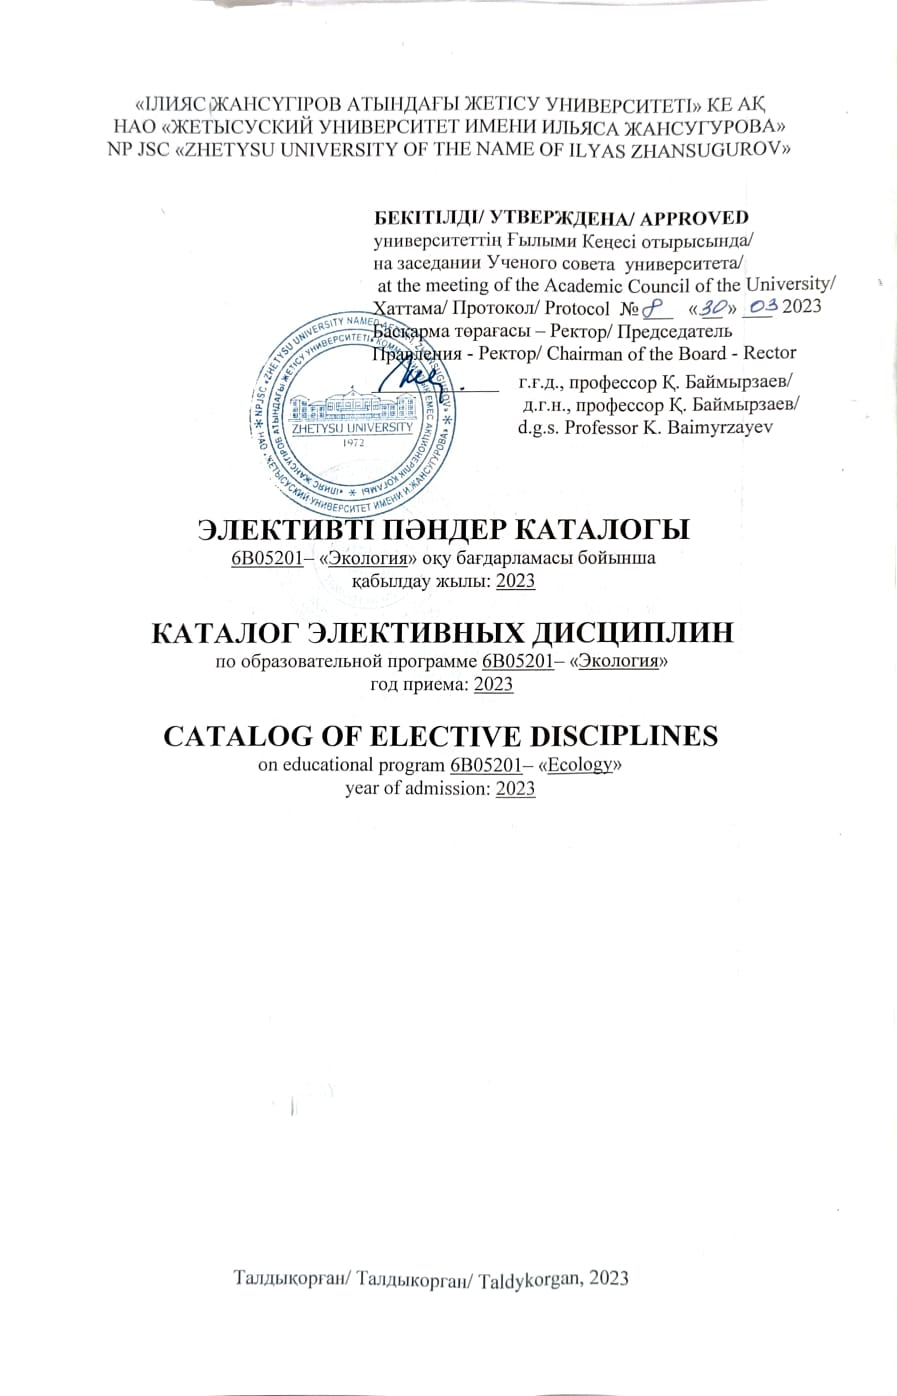 «ІЛИЯС ЖАНСҮГІРОВ АТЫНДАҒЫ ЖЕТІСУ УНИВЕРСИТЕТІ» КЕ АҚ
НАО «ЖЕТЫСУСКИЙ УНИВЕРСИТЕТ ИМЕНИ ИЛЬЯСА ЖАНСУГУРОВА»
NP JSC «ZHETYSU UNIVERSITY OF THE NAME OF ILYAS ZHANSUGUROV»
БЕКІТІЛДІ/ УТВЕРЖДЕНА/ APPROVED
университеттің Ғылыми Кеңесі отырысында/
на заседании Ученого совета университета/
at the meeting of the Academic Council of the University/
Хаттама/ Протокол/ Protocol № 8 «30» 03 2023
Басқарма төрағасы – Ректор/ Председатель
Правления - Ректор/ Chairman of the Board - Rector
г.ғ.д., профессор Қ. Баймырзаев/
д.г.н., профессор Қ. Баймырзаев/
d.g.s. Professor K. Baimyrzayev
ZHETYSU UNIVERSITY
1972
ЭЛЕКТИВТІ ПӘНДЕР КАТАЛОГЫ
6В05201– «Экология» оқу бағдарламасы бойынша
қабылдау жылы: 2023
КАТАЛОГ ЭЛЕКТИВНЫХ ДИСЦИПЛИН
по образовательной программе 6В05201– «Экология»
год приема: 2023
CATALOG OF ELECTIVE DISCIPLINES
on educational program 6B05201– «Ecology»
year of admission: 2023
Талдықорған/ Талдыкорган/ Taldykorgan, 2023